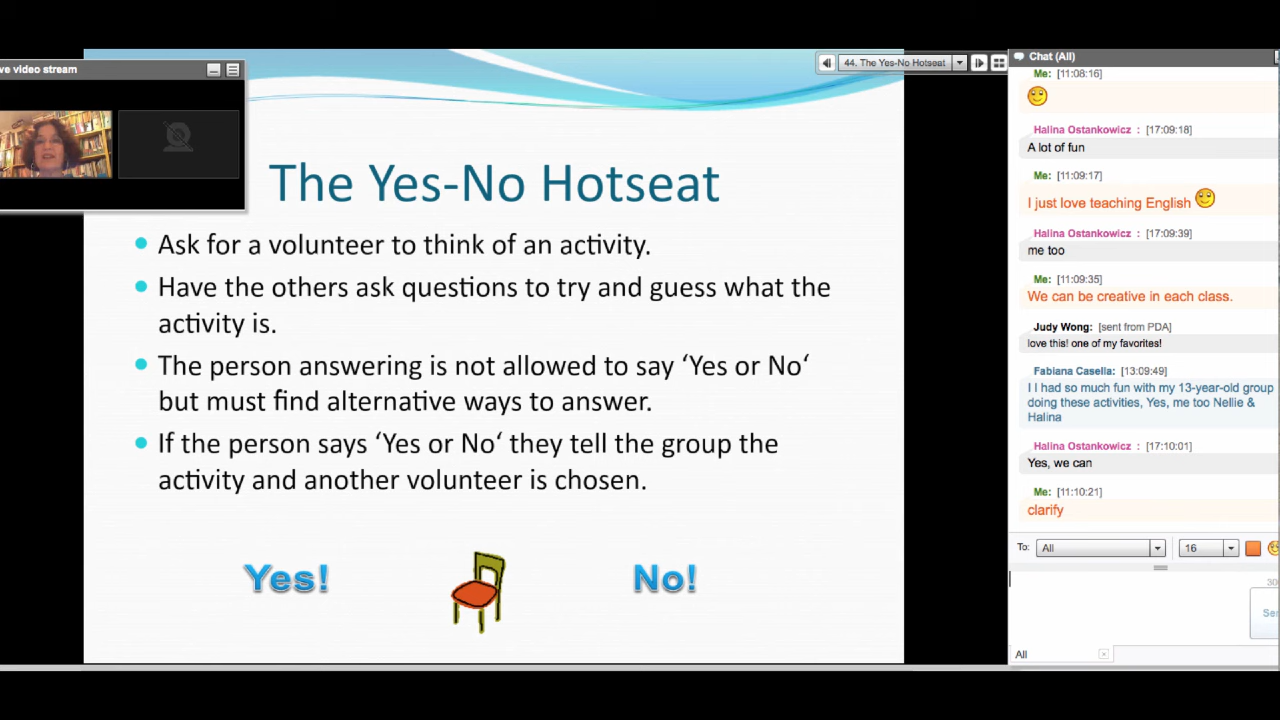 ve video stream
44. The Yes-No Hotseat
The Yes-No Hotseat
Ask for a volunteer to think of an activity.
Have the others ask questions to try and guess what the
activity is.
The person answering is not allowed to say ‘Yes or No‘
but must find alternative ways to answer.
If the person says ‘Yes or No‘ they tell the group the
activity and another volunteer is chosen.
Yes!
No!
Chat (All)
Me: [11:08:16]
Halina Ostankowicz : [17:09:18]
A lot of fun
Me: [11:09:17]
I just love teaching English
Halina Ostankowicz : [17:09:39]
me too
Me: [11:09:35]
We can be creative in each class.
Judy Wong: [sent from PDA]
love this! one of my favorites!
Fabiana Casella: [13:09:49]
I I had so much fun with my 13-year-old group
doing these activities, Yes, me too Nellie &
Halina
Halina Ostankowicz : [17:10:01]
Yes, we can
Me: [11:10:21]
clarify
To: All 16
30
Se
All